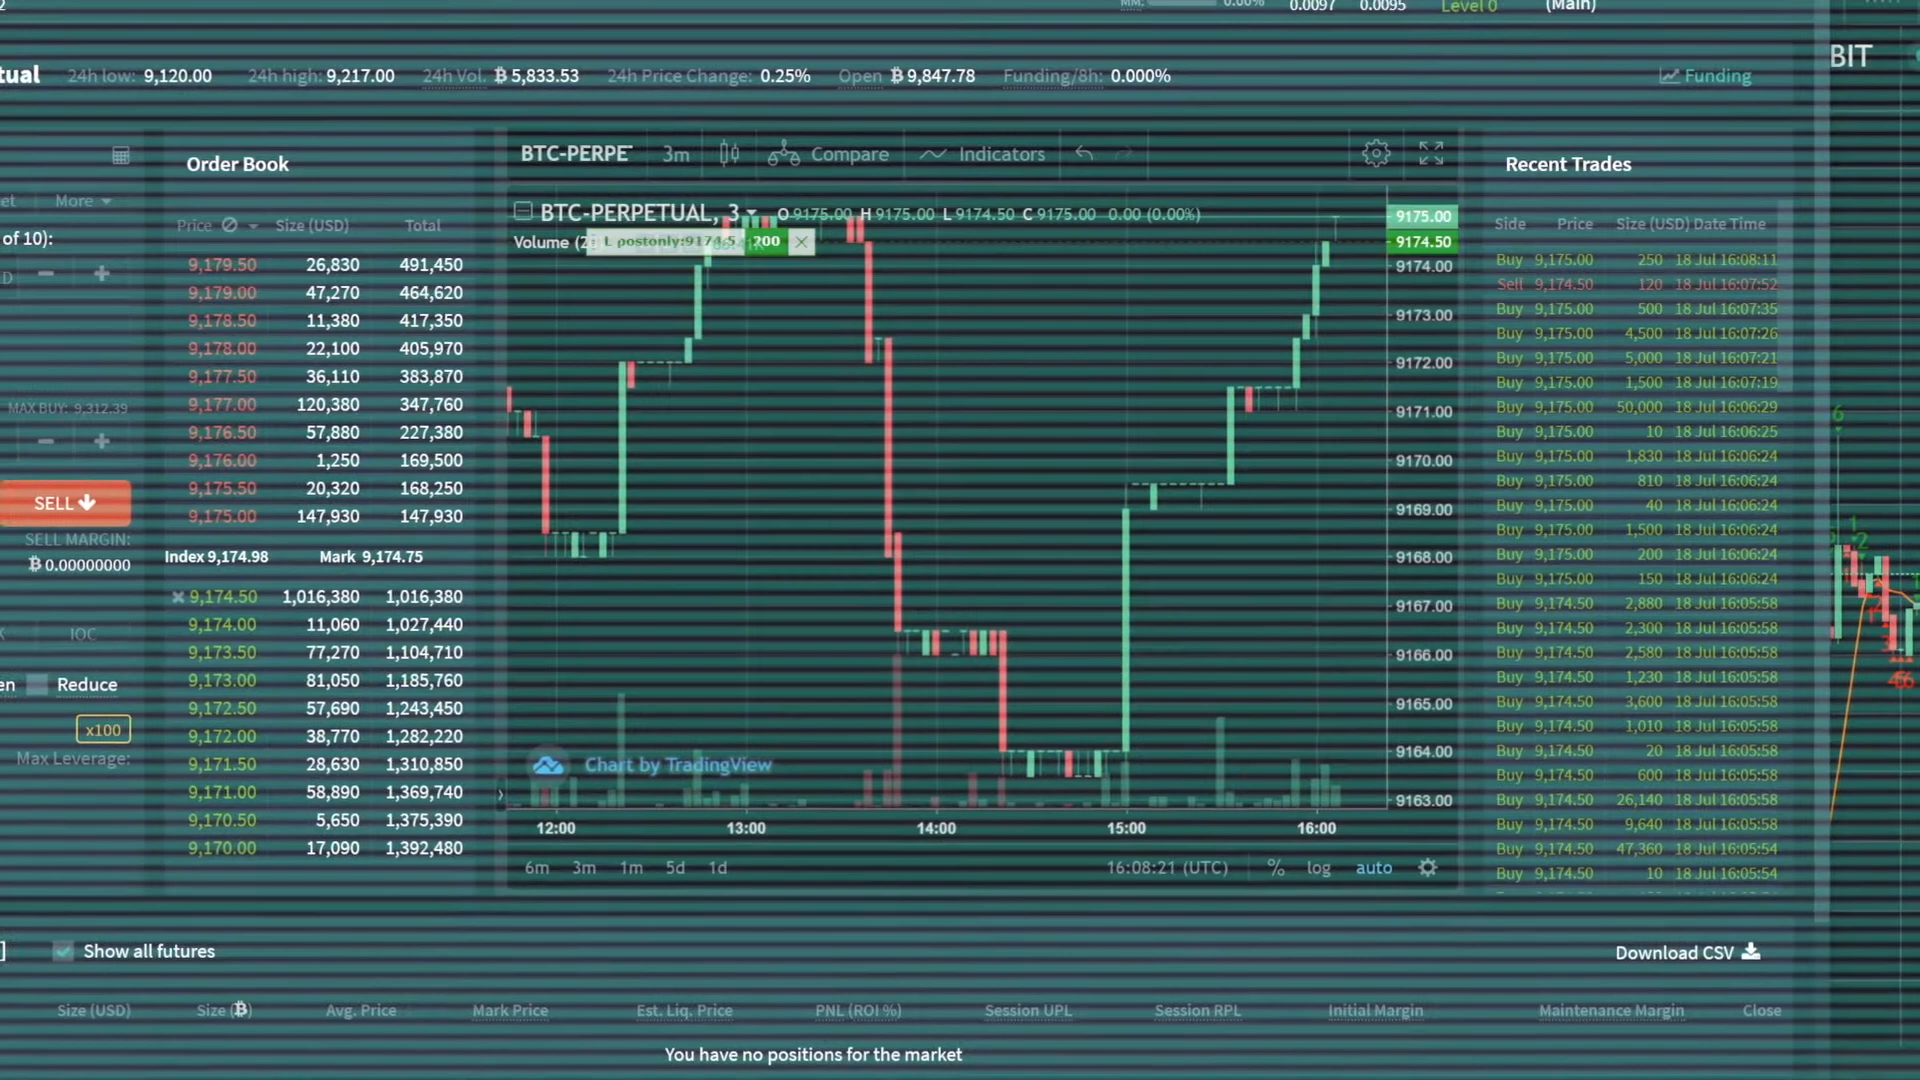 0.00% 0.0097 0.0095 Level 0 (Main)
tual 24h low: 9,120.00 24h high: 9,217.00 24h Vol. ₿ 5,833.53 24h Price Change: 0.25% Open ₿ 9,847.78 Funding/8h: 0.000% Funding
BIT
Order Book
BTC-PERPE 3m Compare Indicators
Recent Trades
More
of 10):
MAX BUY: 9,312.39
SELL
SELL MARGIN:
₿ 0.00000000
IOC
Reduce
x100
Max Leverage:
Price Size (USD) Total
9,179.50 26,830 491,450
9,179.00 47,270 464,620
9,178.50 11,380 417,350
9,178.00 22,100 405,970
9,177.50 36,110 383,870
9,177.00 120,380 347,760
9,176.50 57,880 227,380
9,176.00 1,250 169,500
9,175.50 20,320 168,250
9,175.00 147,930 147,930
Index 9,174.98 Mark 9,174.75
9,174.50 1,016,380 1,016,380
9,174.00 11,060 1,027,440
9,173.50 77,270 1,104,710
9,173.00 81,050 1,185,760
9,172.50 57,690 1,243,450
9,172.00 38,770 1,282,220
9,171.50 28,630 1,310,850
9,171.00 58,890 1,369,740
9,170.50 5,650 1,375,390
9,170.00 17,090 1,392,480
BTC-PERPETUAL, 3 O 9175.00 H 9175.00 L 9174.50 C 9175.00 0.00 (0.00%)
Volume (2 L postonly:9174.5 200
9175.00
9174.50
9174.00
9173.00
9172.00
9171.00
9170.00
9169.00
9168.00
9167.00
9166.00
9165.00
9164.00
9163.00
Chart by TradingView
12:00 13:00 14:00 15:00 16:00
6m 3m 1m 5d 1d 16:08:21 (UTC) % log auto
Side Price Size (USD) Date Time
Buy 9,175.00 250 18 Jul 16:08:11
Sell 9,174.50 120 18 Jul 16:07:52
Buy 9,175.00 500 18 Jul 16:07:35
Buy 9,175.00 4,500 18 Jul 16:07:26
Buy 9,175.00 5,000 18 Jul 16:07:21
Buy 9,175.00 1,500 18 Jul 16:07:19
Buy 9,175.00 50,000 18 Jul 16:06:29
Buy 9,175.00 10 18 Jul 16:06:25
Buy 9,175.00 1,830 18 Jul 16:06:24
Buy 9,175.00 810 18 Jul 16:06:24
Buy 9,175.00 40 18 Jul 16:06:24
Buy 9,175.00 1,500 18 Jul 16:06:24
Buy 9,175.00 200 18 Jul 16:06:24
Buy 9,175.00 150 18 Jul 16:06:24
Buy 9,174.50 2,880 18 Jul 16:05:58
Buy 9,174.50 2,300 18 Jul 16:05:58
Buy 9,174.50 2,580 18 Jul 16:05:58
Buy 9,174.50 1,230 18 Jul 16:05:58
Buy 9,174.50 3,600 18 Jul 16:05:58
Buy 9,174.50 1,010 18 Jul 16:05:58
Buy 9,174.50 20 18 Jul 16:05:58
Buy 9,174.50 600 18 Jul 16:05:58
Buy 9,174.50 26,140 18 Jul 16:05:58
Buy 9,174.50 9,640 18 Jul 16:05:58
Buy 9,174.50 47,360 18 Jul 16:05:54
Buy 9,174.50 10 18 Jul 16:05:54
Show all futures Download CSV
Size (USD) Size (₿) Avg. Price Mark Price Est. Liq. Price PNL (ROI %) Session UPL Session RPL Initial Margin Maintenance Margin Close
You have no positions for the market